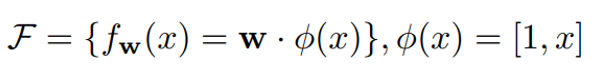 ℱ = {f_𝐰(x) = 𝐰 · ϕ(x)}, ϕ(x) = [1, x]